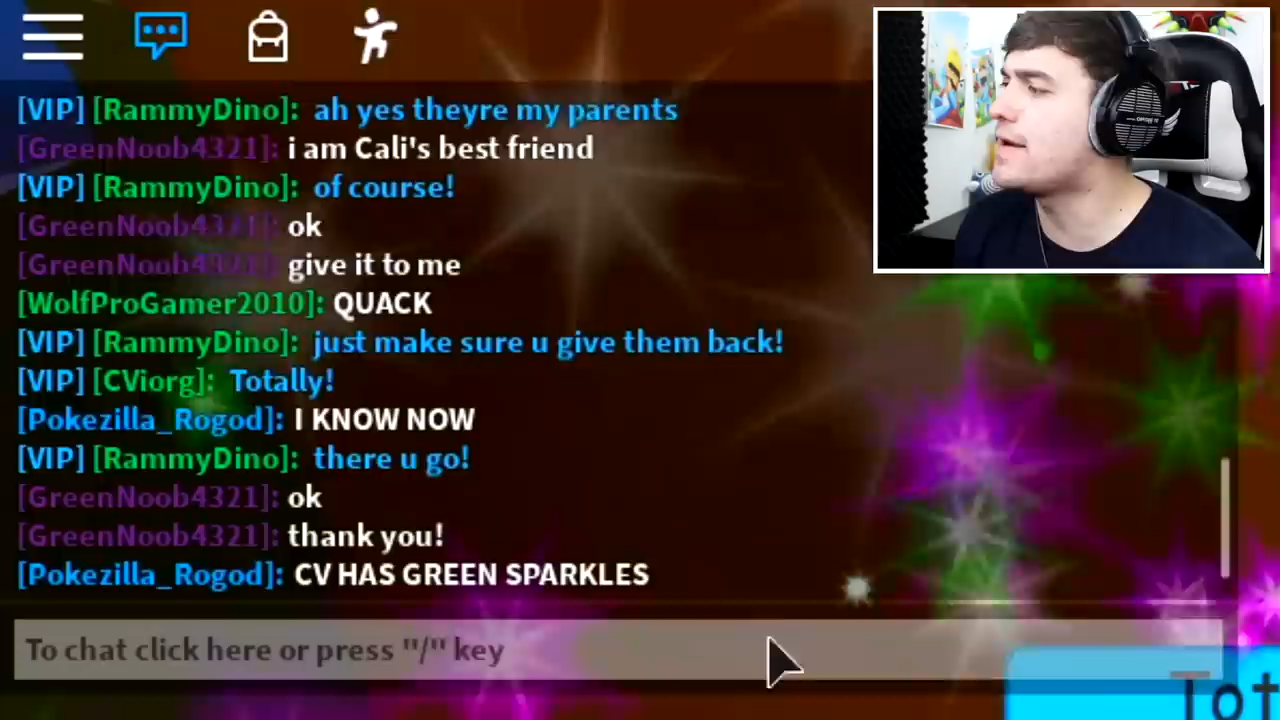 [VIP] [RammyDino]: ah yes theyre my parents
[GreenNoob4321]: i am Cali's best friend
[VIP] [RammyDino]: of course!
[GreenNoob4321]: ok
[GreenNoob4321]: give it to me
[WolfProGamer2010]: QUACK
[VIP] [RammyDino]: just make sure u give them back!
[VIP] [CViorg]: Totally!
[Pokezilla_Rogod]: I KNOW NOW
[VIP] [RammyDino]: there u go!
[GreenNoob4321]: ok
[GreenNoob4321]: thank you!
[Pokezilla_Rogod]: CV HAS GREEN SPARKLES
To chat click here or press "/" key
Tot